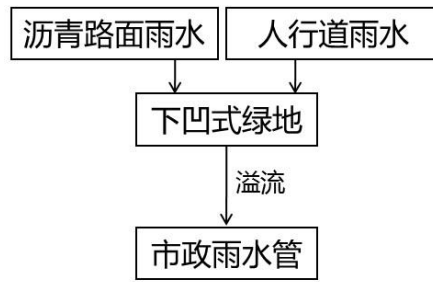 沥青路面雨水
人行道雨水
下凹式绿地
溢流
市政雨水管